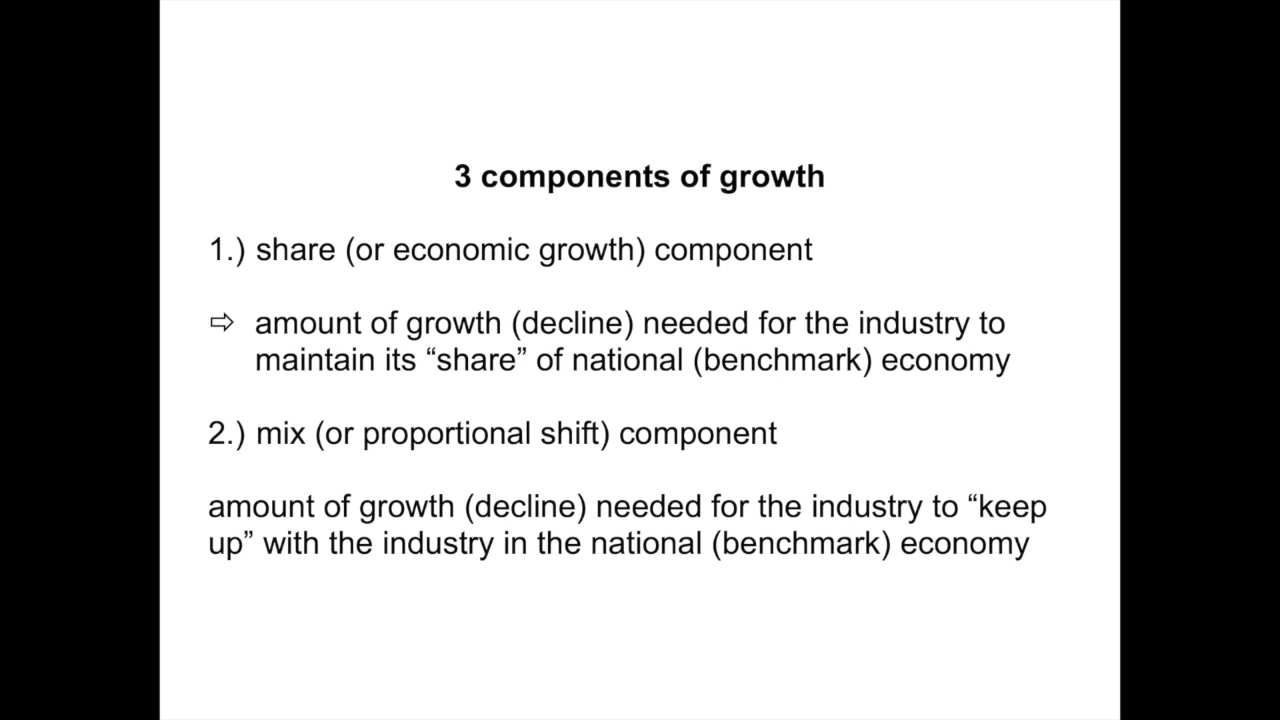 3 components of growth
1.) share (or economic growth) component
⇨ amount of growth (decline) needed for the industry to
maintain its “share” of national (benchmark) economy
2.) mix (or proportional shift) component
amount of growth (decline) needed for the industry to “keep
up” with the industry in the national (benchmark) economy